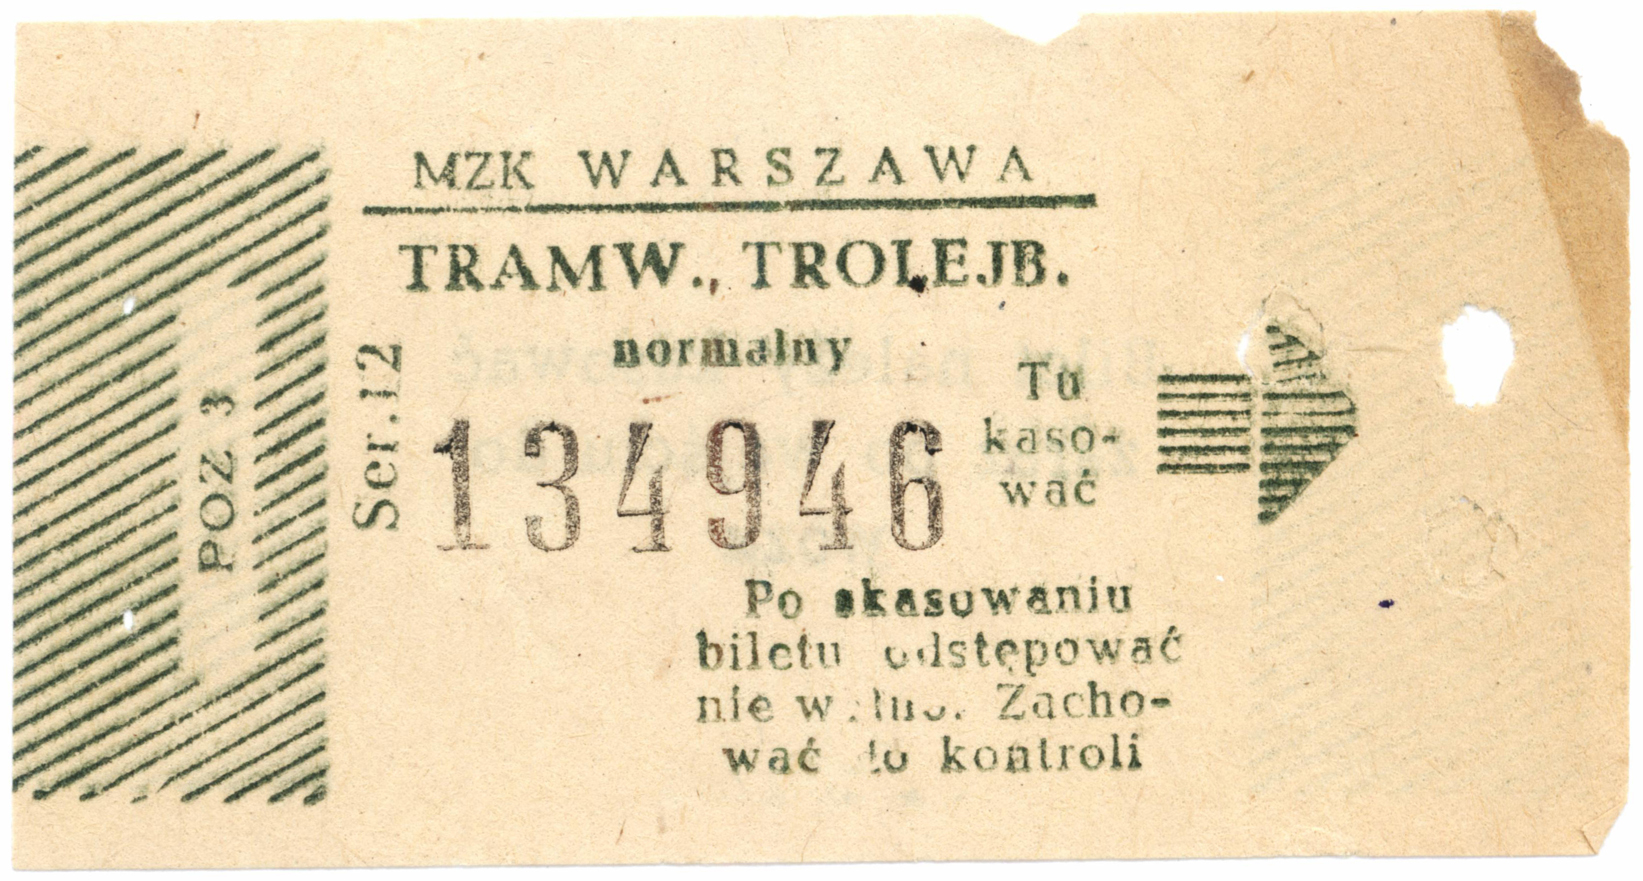 MZK WARSZAWA
TRAMW., TROLEJB.
normalny
Ser.12
134946
POZ 3
Tu
kaso-
wać
Po skasowaniu
biletu odstępować
nie wolno. Zacho-
wać do kontroli